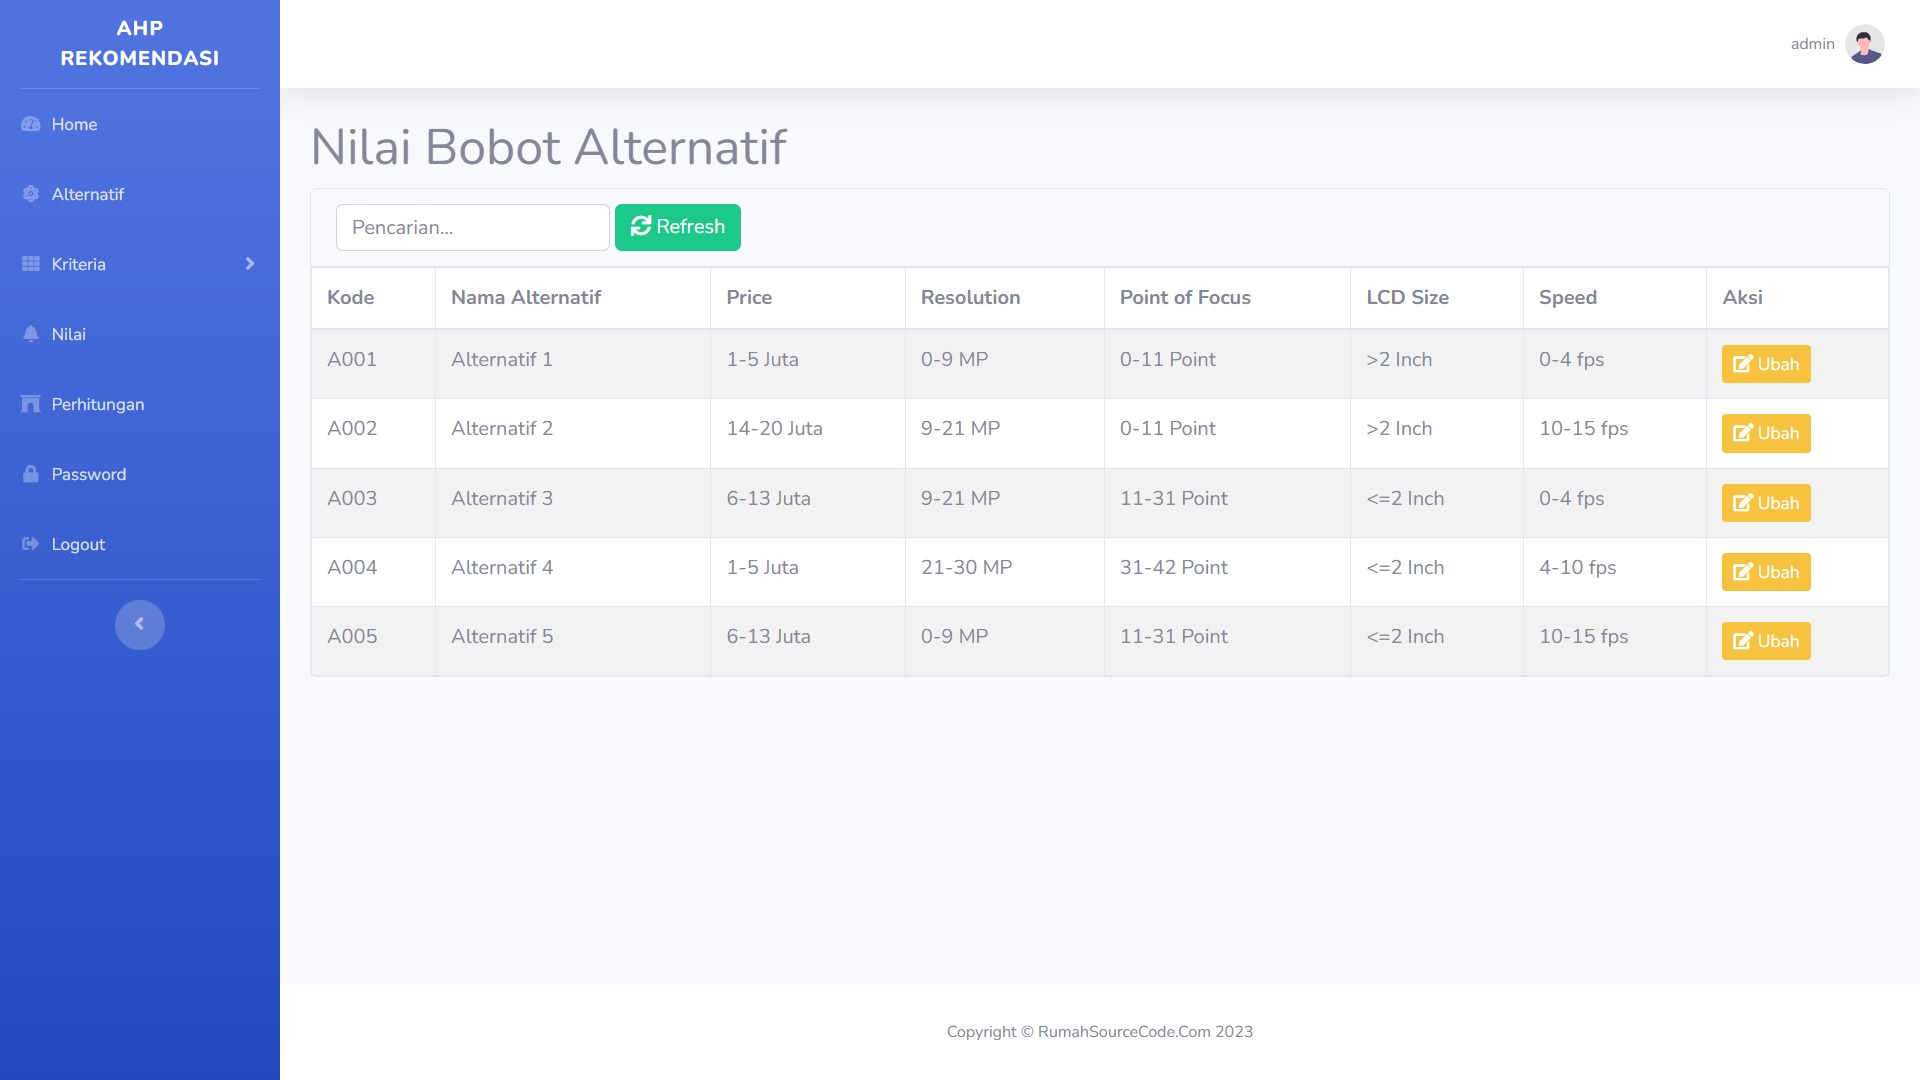 AHP
REKOMENDASI
admin
Home
Alternatif
Kriteria
Nilai
Perhitungan
Password
Logout
Nilai Bobot Alternatif
Pencarian...
Refresh
Kode Nama Alternatif Price Resolution Point of Focus LCD Size Speed Aksi
A001 Alternatif 1 1-5 Juta 0-9 MP 0-11 Point >2 Inch 0-4 fps Ubah
A002 Alternatif 2 14-20 Juta 9-21 MP 0-11 Point >2 Inch 10-15 fps Ubah
A003 Alternatif 3 6-13 Juta 9-21 MP 11-31 Point <=2 Inch 0-4 fps Ubah
A004 Alternatif 4 1-5 Juta 21-30 MP 31-42 Point <=2 Inch 4-10 fps Ubah
A005 Alternatif 5 6-13 Juta 0-9 MP 11-31 Point <=2 Inch 10-15 fps Ubah
Copyright © RumahSourceCode.Com 2023